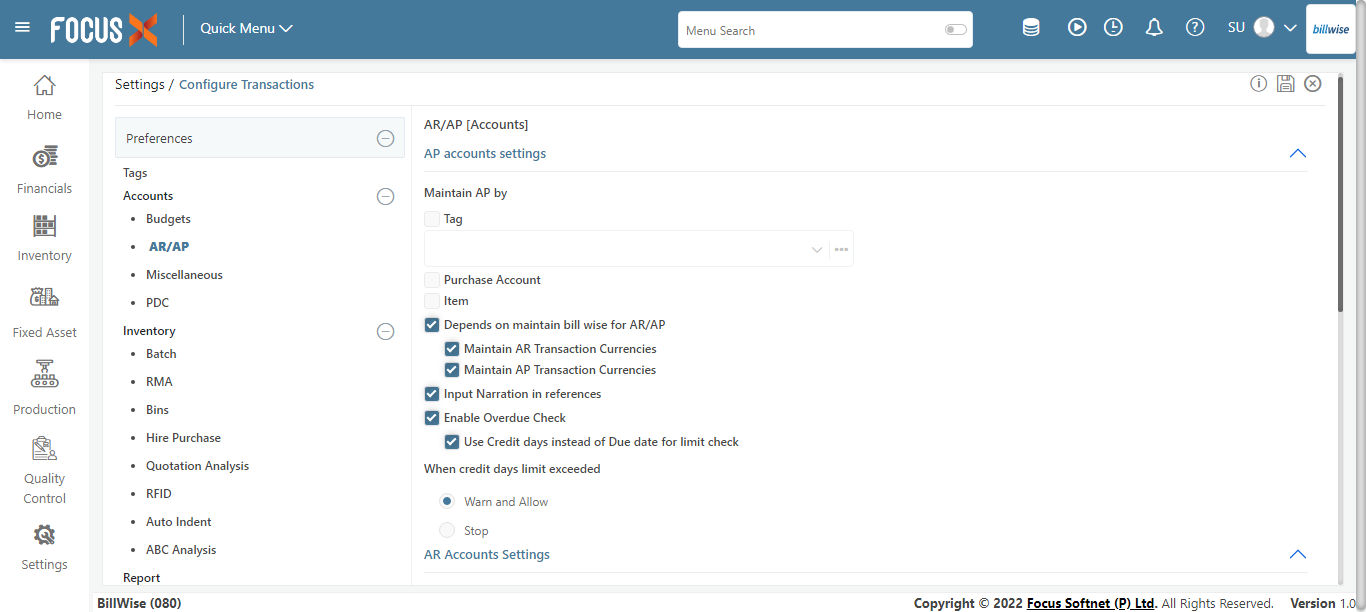 FOCUS X
Quick Menu
Menu Search
SU
billwise
Home
Financials
Inventory
Fixed Asset
Production
Quality
Control
Settings
Settings / Configure Transactions
Preferences
Tags
Accounts
Budgets
AR/AP
Miscellaneous
PDC
Inventory
Batch
RMA
Bins
Hire Purchase
Quotation Analysis
RFID
Auto Indent
ABC Analysis
Report
AR/AP [Accounts]
AP accounts settings
Maintain AP by
Tag
Purchase Account
Item
Depends on maintain bill wise for AR/AP
Maintain AR Transaction Currencies
Maintain AP Transaction Currencies
Input Narration in references
Enable Overdue Check
Use Credit days instead of Due date for limit check
When credit days limit exceeded
Warn and Allow
Stop
AR Accounts Settings
BillWise (080)
Copyright © 2022 Focus Softnet (P) Ltd. All Rights Reserved. Version 1.0